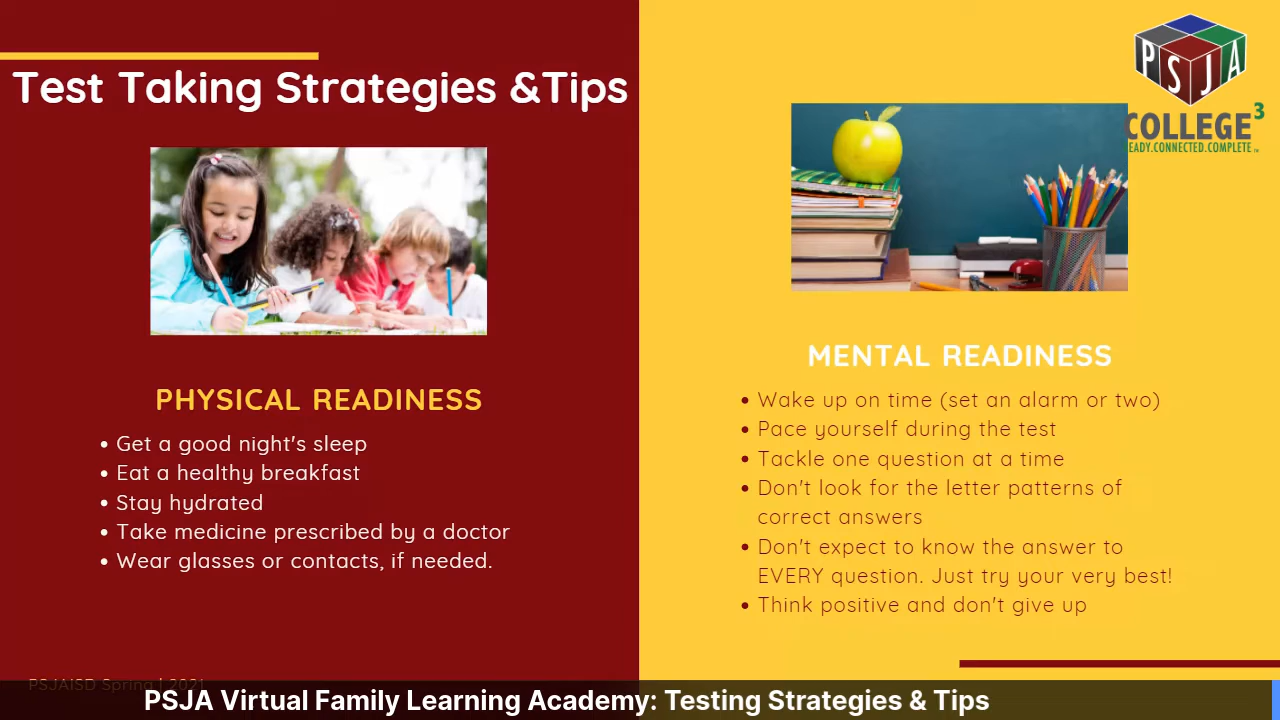 Test Taking Strategies &Tips
PHYSICAL READINESS
• Get a good night's sleep
• Eat a healthy breakfast
• Stay hydrated
• Take medicine prescribed by a doctor
• Wear glasses or contacts, if needed.
PSJA
COLLEGE³
EADY.CONNECTED.COMPLETE™
MENTAL READINESS
• Wake up on time (set an alarm or two)
• Pace yourself during the test
• Tackle one question at a time
• Don't look for the letter patterns of
correct answers
• Don't expect to know the answer to
EVERY question. Just try your very best!
• Think positive and don't give up
PSJAISD Spring | 2021
PSJA Virtual Family Learning Academy: Testing Strategies & Tips